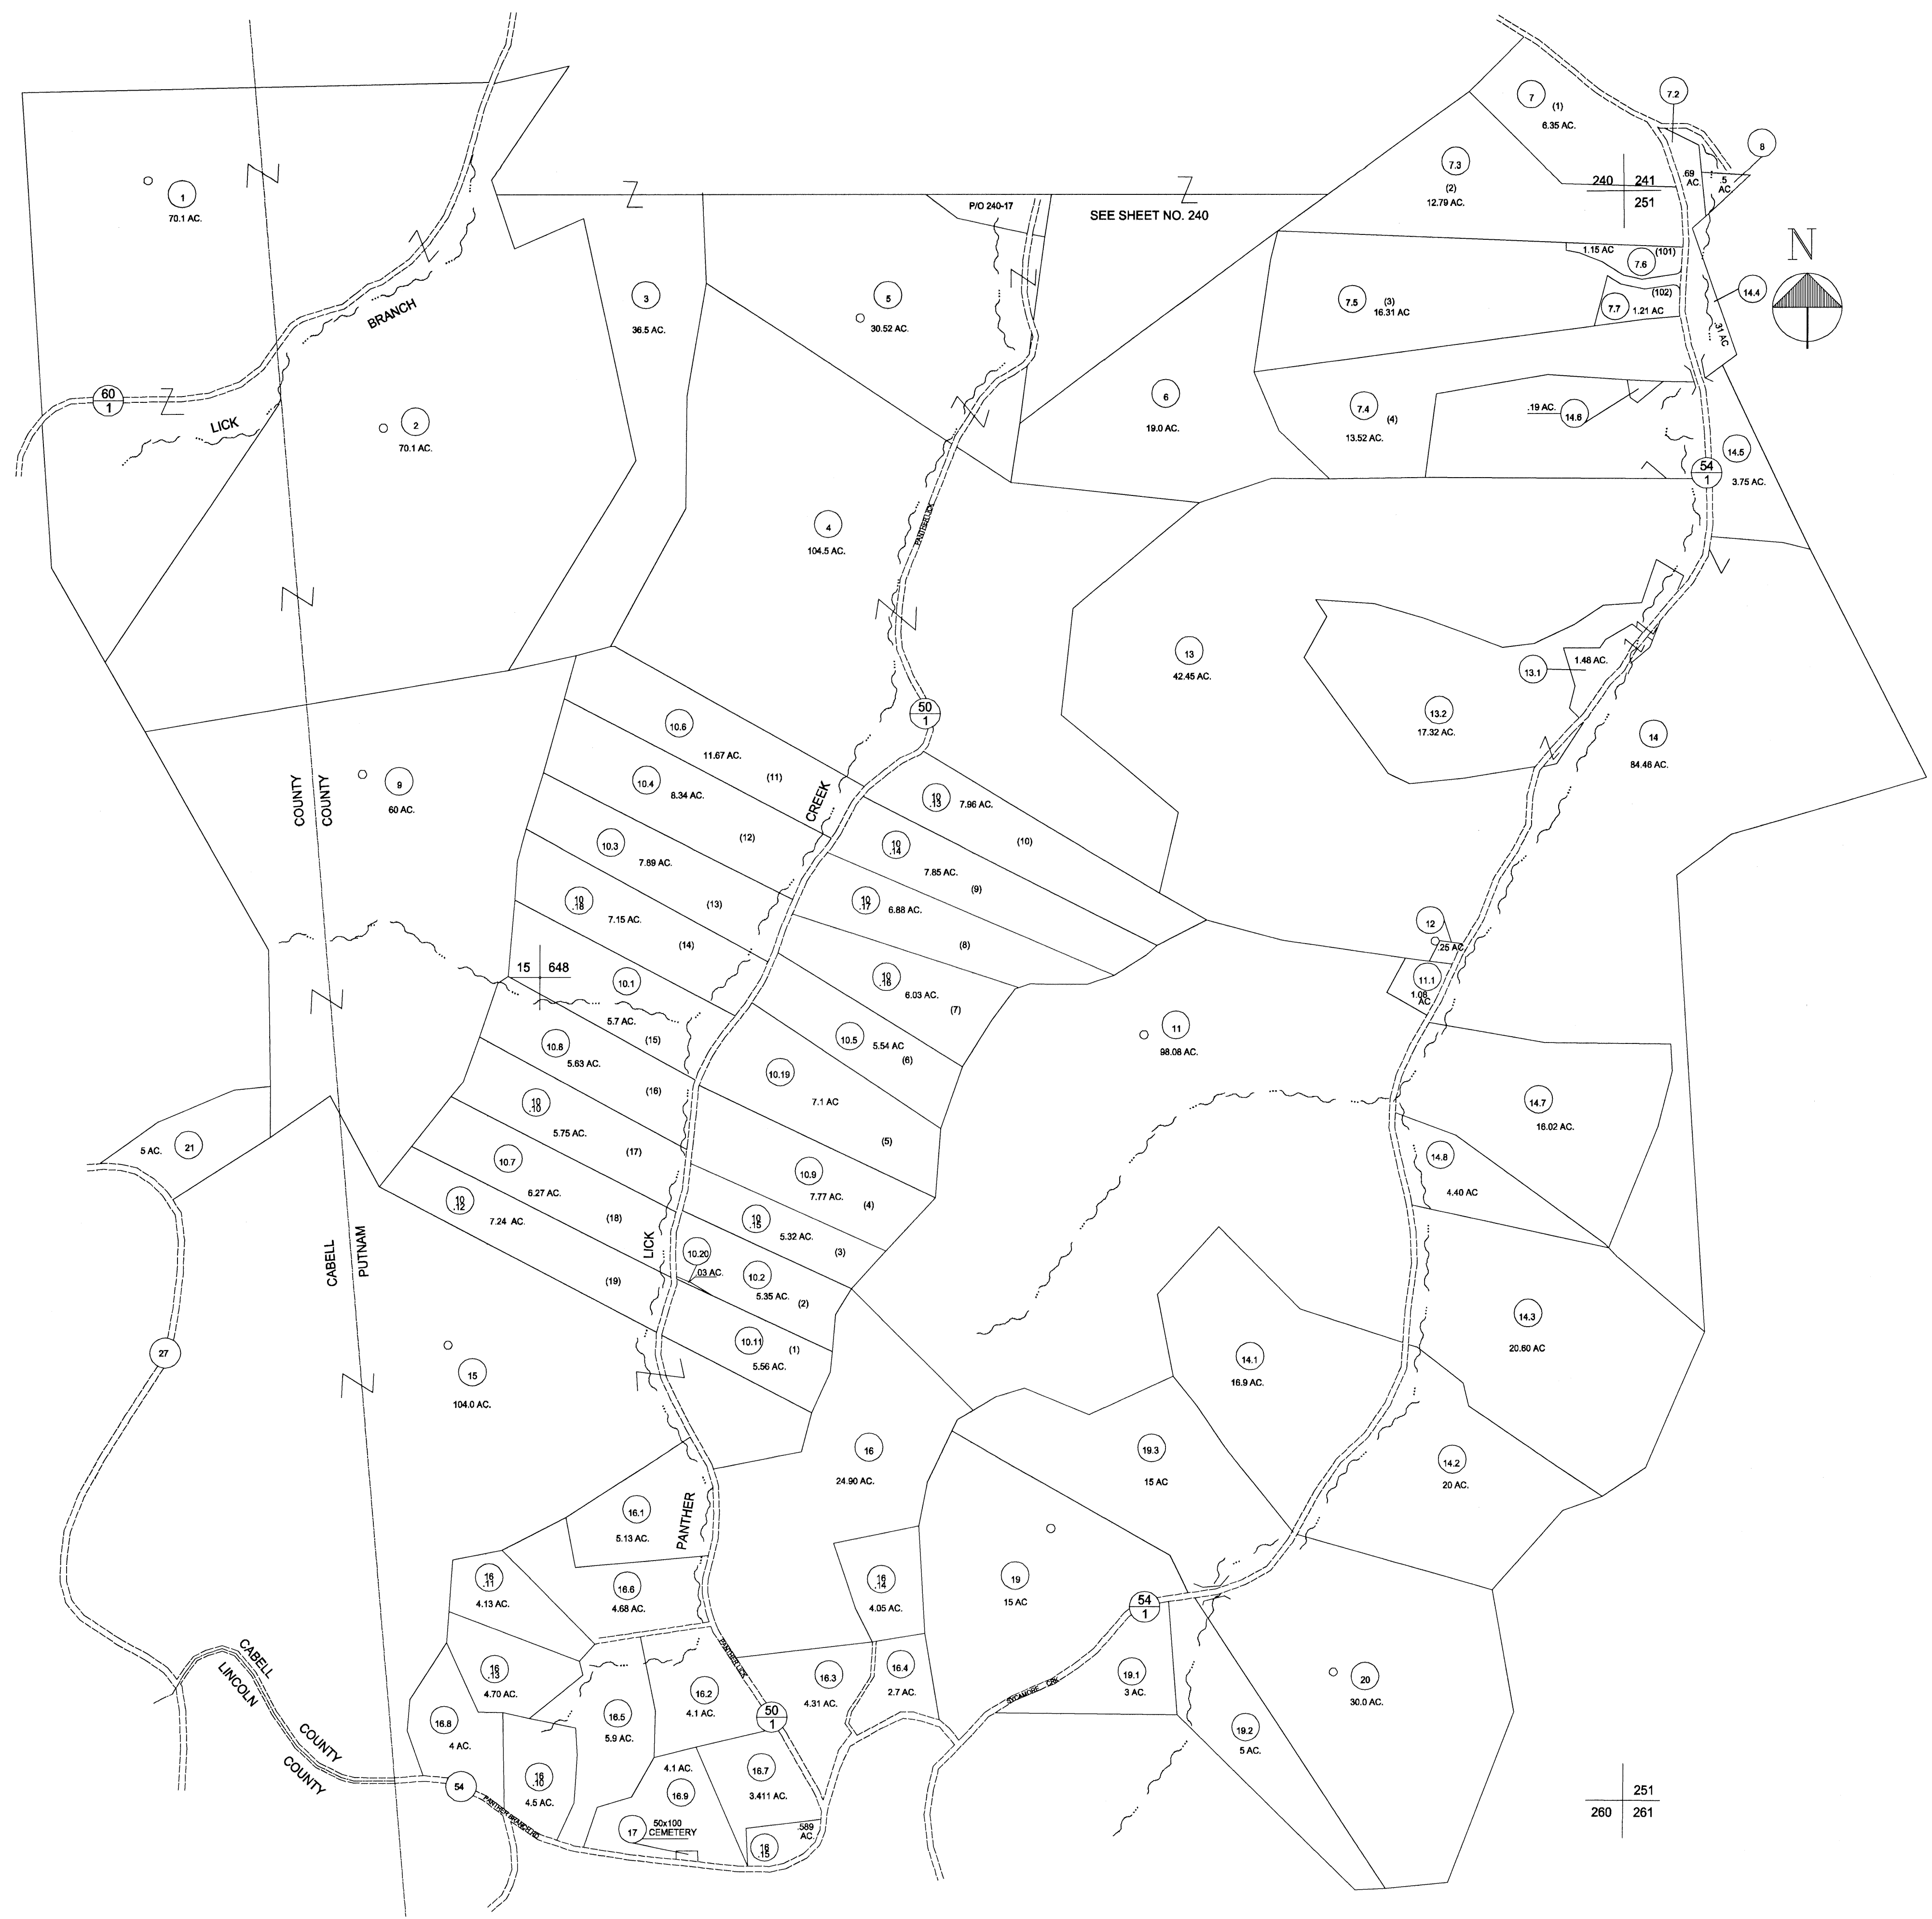 7
(1)
6.35 AC.
7.2
8
.69
AC.
.5
AC
7.3
(2)
12.79 AC.
240 241
251
1
70.1 AC.
P/O 240-17
SEE SHEET NO. 240
N
BRANCH
LICK
60
1
2
70.1 AC.
3
36.5 AC.
5
30.52 AC.
6
19.0 AC.
1.15 AC
(101)
7.6
(102)
7.7
1.21 AC
7.5
(3)
16.31 AC
14.4
.31 AC
7.4
(4)
13.52 AC.
.19 AC.
14.6
14.5
3.75 AC.
54
1
4
104.5 AC.
PANTHER LICK
13
42.45 AC.
13.1
1.48 AC.
13.2
17.32 AC.
14
84.46 AC.
50
1
9
60 AC.
COUNTY
COUNTY
10.6
11.67 AC.
(11)
10.4
8.34 AC.
(12)
CREEK
10
.13
7.96 AC.
(10)
10.3
7.89 AC.
(13)
10
.14
7.85 AC.
(9)
10
.18
7.15 AC.
(14)
10
.17
6.88 AC.
(8)
15 648
10.1
5.7 AC.
(15)
10
.16
6.03 AC.
(7)
12
.25 AC
11.1
1.08
AC
11
98.08 AC.
10.8
5.63 AC.
(16)
10.5
5.54 AC
(6)
10.19
7.1 AC
(5)
10
.10
5.75 AC.
(17)
14.7
16.02 AC.
14.8
4.40 AC
21
5 AC.
10.7
6.27 AC.
(18)
10.9
7.77 AC.
(4)
10
.12
7.24 AC.
(19)
10
.15
5.32 AC.
(3)
LICK
10.20
.03 AC.
10.2
5.35 AC.
(2)
CABELL
PUTNAM
10.11
(1)
5.56 AC.
27
15
104.0 AC.
14.3
20.60 AC
14.1
16.9 AC.
16
24.90 AC.
19.3
15 AC
14.2
20 AC.
16.1
5.13 AC.
PANTHER
16
.11
4.13 AC.
16.6
4.68 AC.
16
.14
4.05 AC.
19
15 AC
54
1
16
.13
4.70 AC.
PANTHER LICK
16.3
4.31 AC.
16.4
2.7 AC.
19.1
3 AC.
SYCAMORE CRK
20
30.0 AC.
CABELL
LINCOLN
COUNTY
COUNTY
16.8
4 AC.
16.5
5.9 AC.
16.2
4.1 AC.
50
1
19.2
5 AC.
54
PANTHER BRANCH RD
16
.10
4.5 AC.
4.1 AC.
16.9
16.7
3.411 AC.
17
50x100
CEMETERY
.589
AC.
16
.15
251
260 261